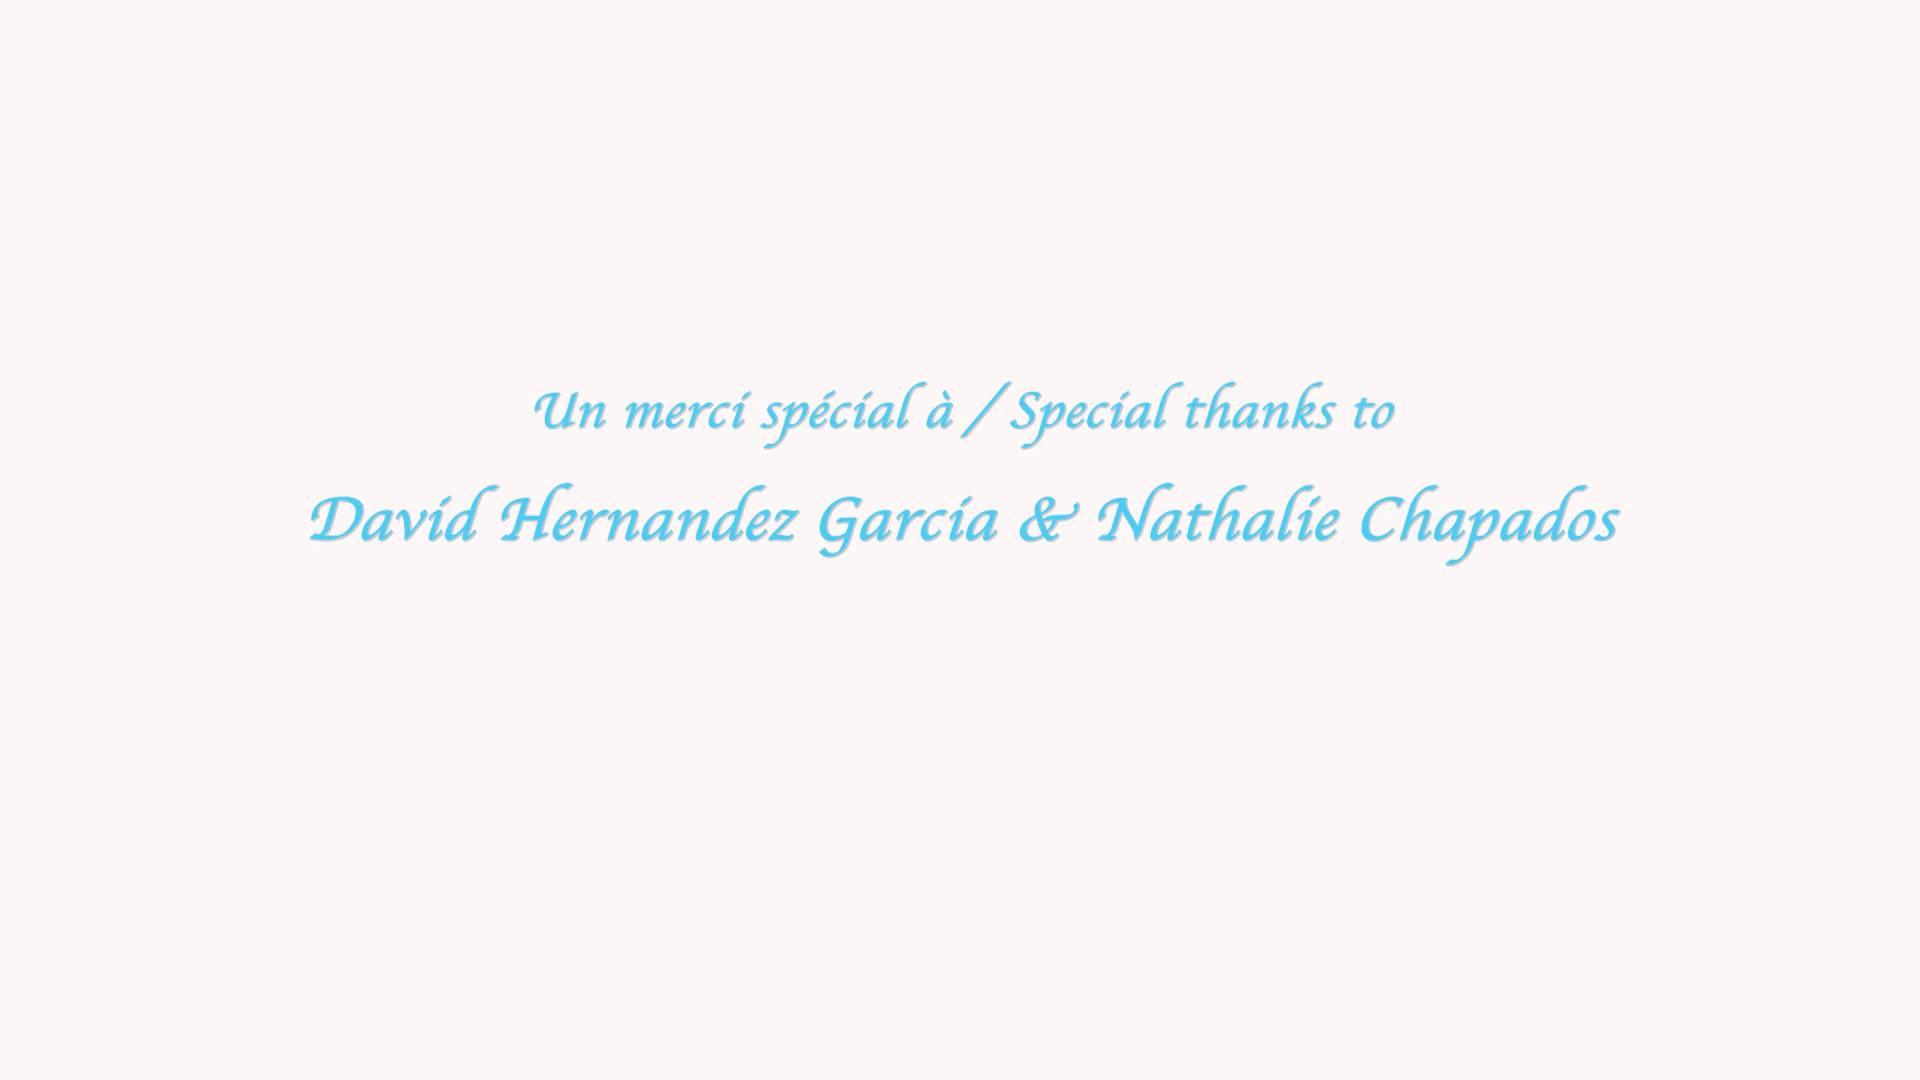 Un merci spécial à / Special thanks to
David Hernandez Garcia & Nathalie Chapados